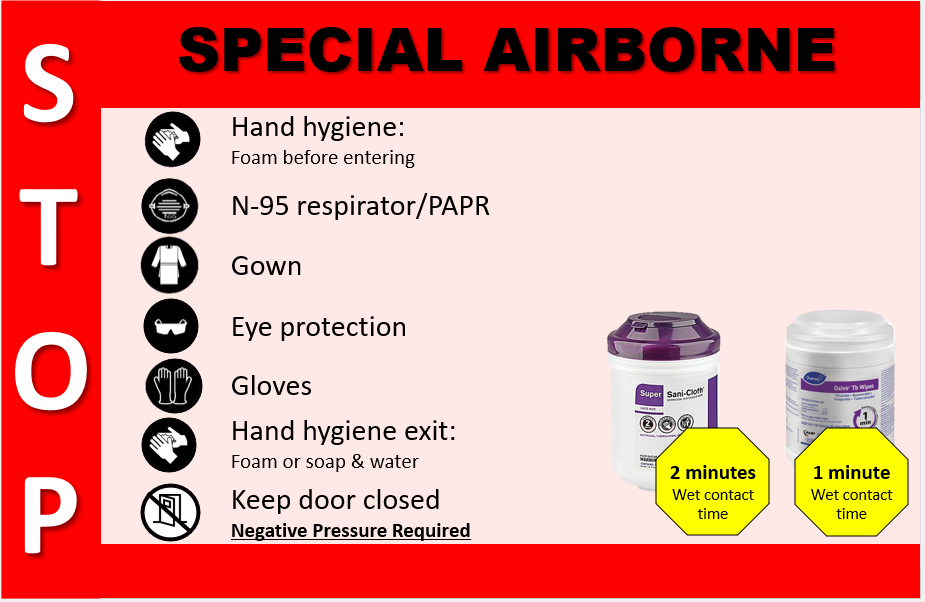 STOP
SPECIAL AIRBORNE
Hand hygiene:
Foam before entering
N-95 respirator/PAPR
Gown
Eye protection
Gloves
Hand hygiene exit:
Foam or soap & water
Keep door closed
Negative Pressure Required
Super Sani-Cloth
2 minutes
Wet contact
time
Oxivir Tb Wipes
1
min
1 minute
Wet contact
time